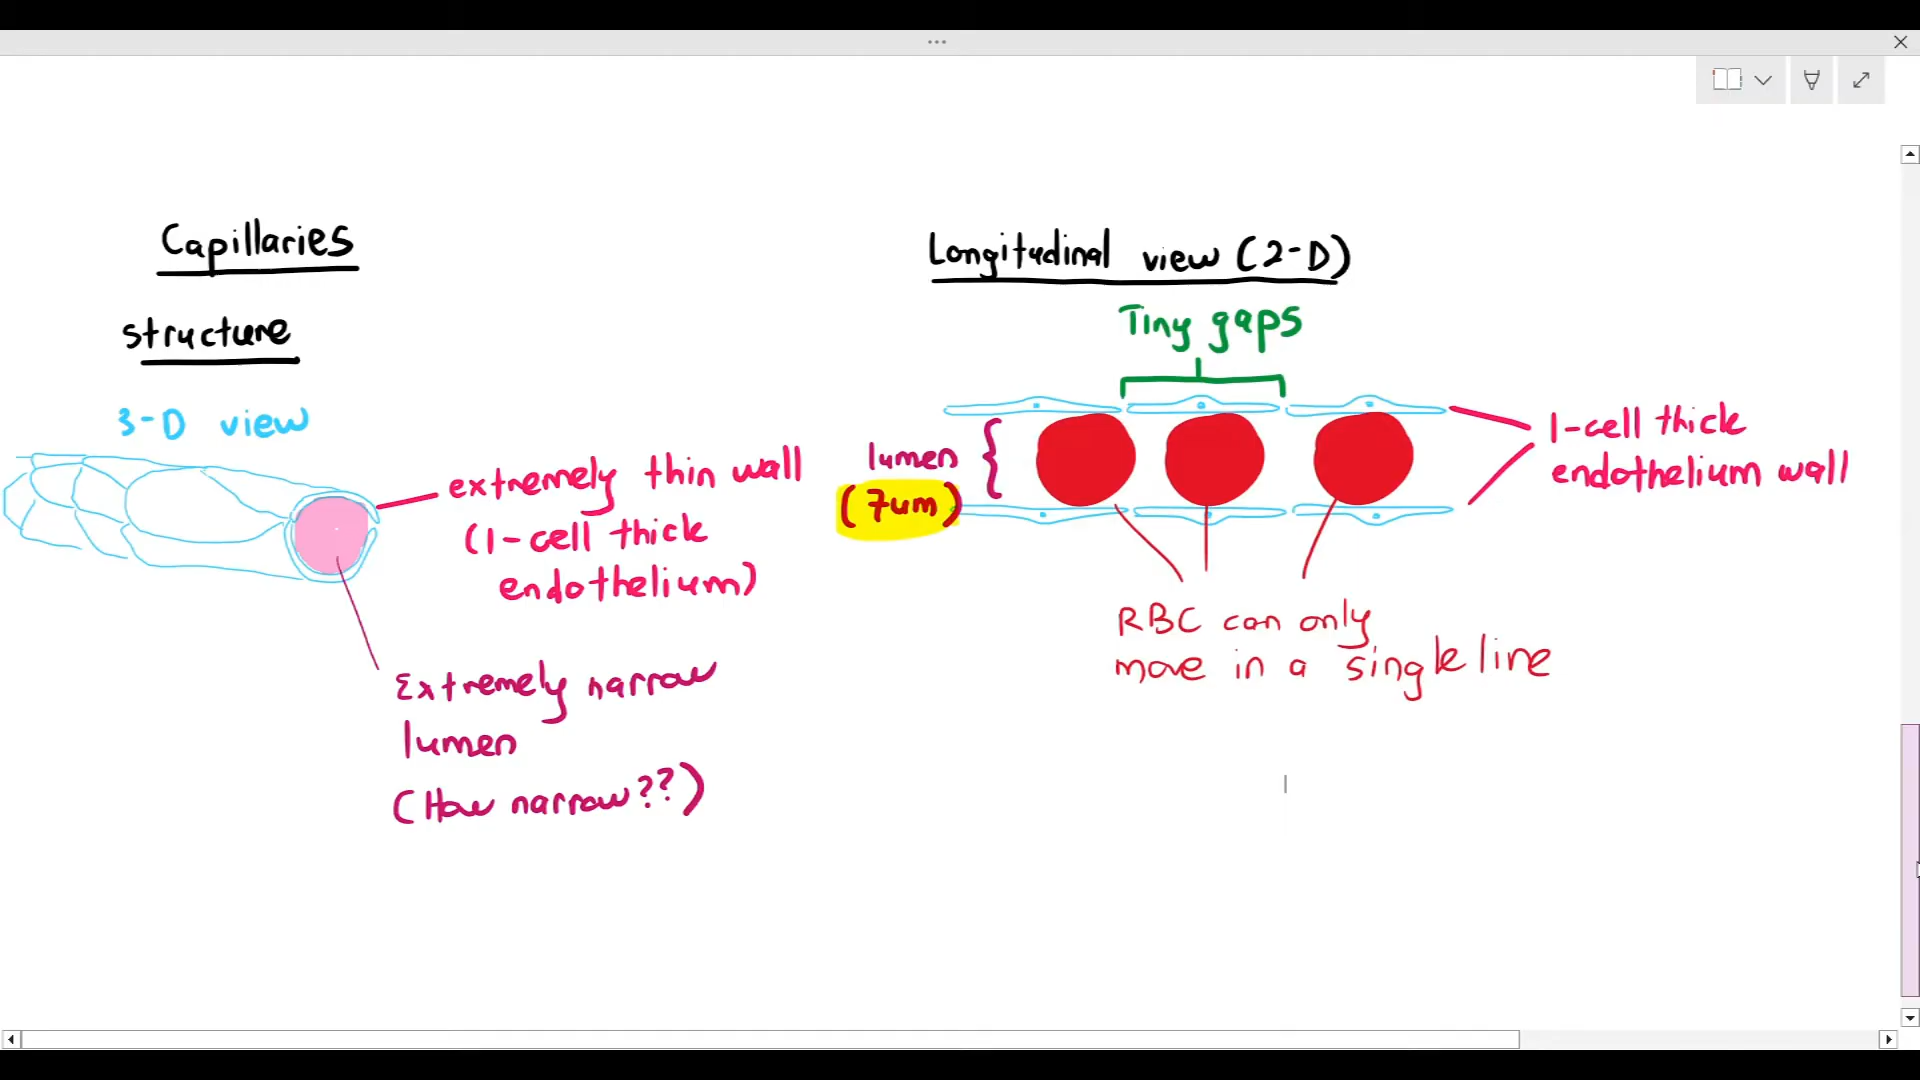 Capillaries
structure
3-D view
extremely thin wall
(1-cell thick
endothelium)
Extremely narrow
lumen
(How narrow??)
Longitudinal view (2-D)
Tiny gaps
lumen
(7um)
1-cell thick
endothelium wall
RBC can only
move in a single line